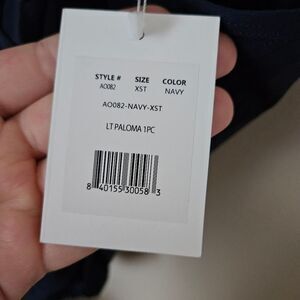 STYLE # SIZE COLOR
AO082 XST NAVY
AO082-NAVY-XST
LT PALOMA 1PC
8 40155 30058 3